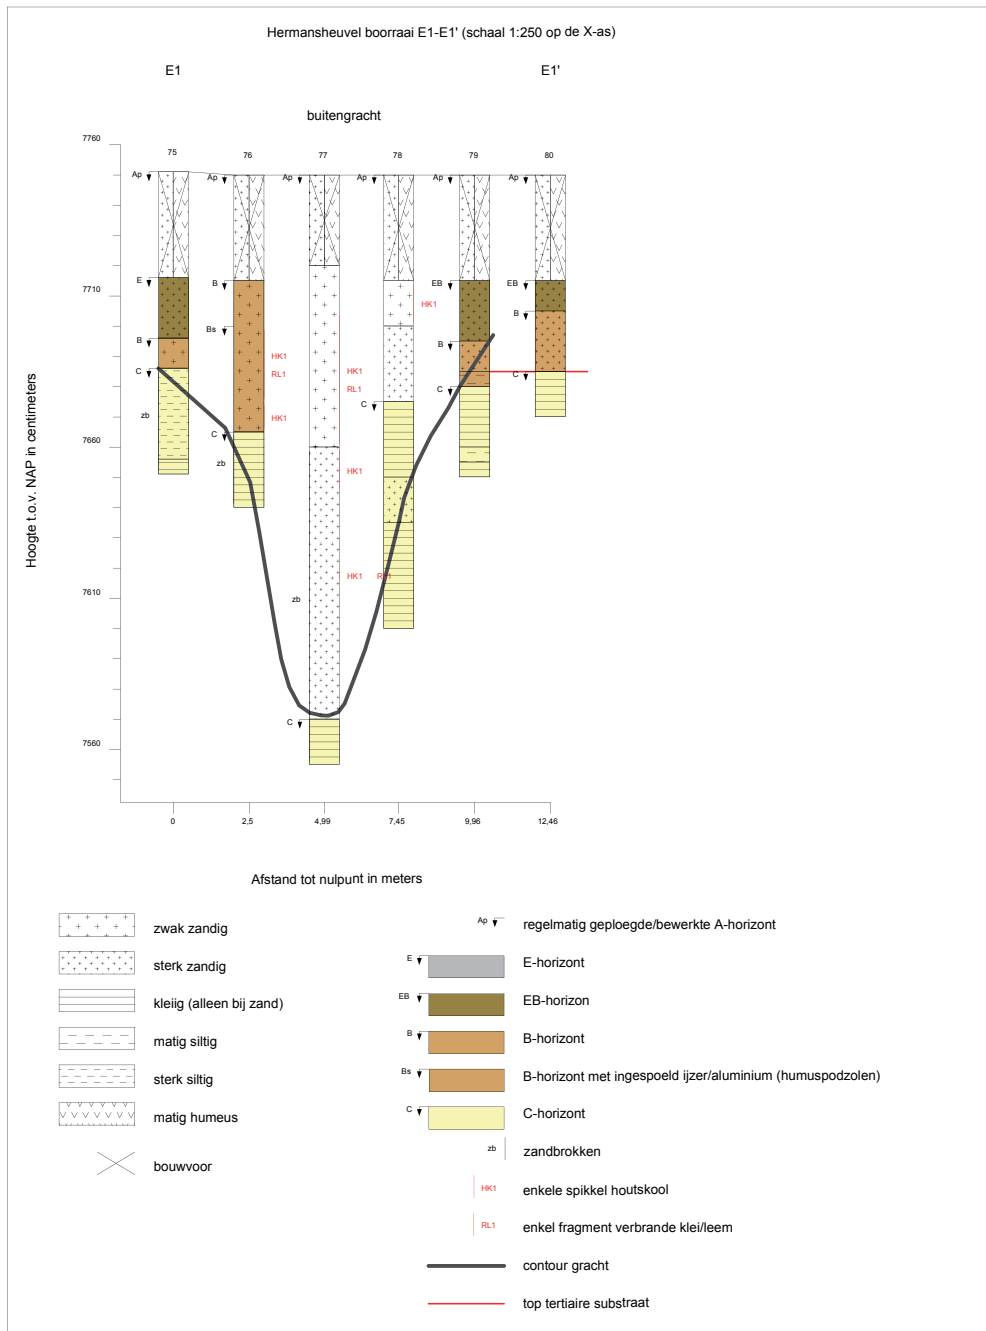 Hermansheuvel boorraai E1-E1' (schaal 1:250 op de X-as)
E1 E1'
buitengracht
75 76 77 78 79 80
Ap Ap Ap Ap Ap Ap
E B EB EB
HK1
B
Bs
B B
HK1
C HK1 C
RL1 RL1 C
C
zb HK1
C
zb HK1
HK1 RL1
zb
C
7760
7710
7660
7610
7560
Hoogte t.o.v. NAP in centimeters
0 2,5 4,99 7,45 9,96 12,46
Afstand tot nulpunt in meters
zwak zandig
sterk zandig
kleiig (alleen bij zand)
matig siltig
sterk siltig
matig humeus
bouwvoor
Ap regelmatig geploegde/bewerkte A-horizont
E E-horizont
EB EB-horizon
B B-horizont
Bs B-horizont met ingespoeld ijzer/aluminium (humuspodzolen)
C C-horizont
zb zandbrokken
HK1 enkele spikkel houtskool
RL1 enkel fragment verbrande klei/leem
contour gracht
top tertiaire substraat